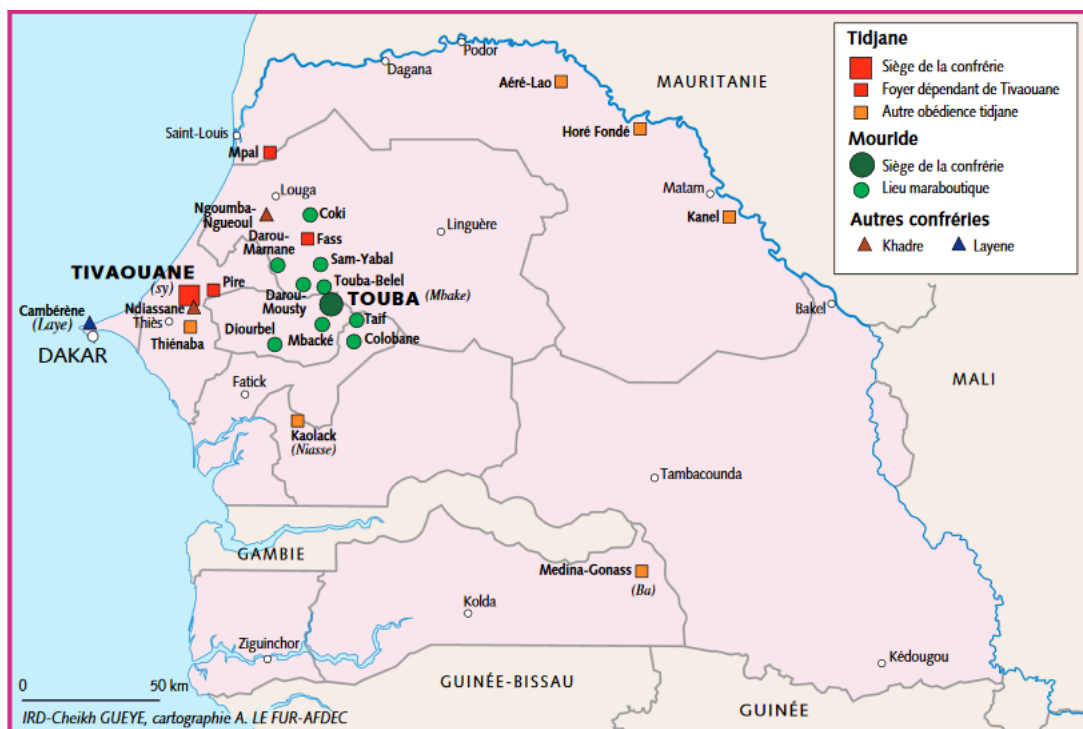 Tidjane
Siège de la confrérie
Foyer dépendant de Tivaouane
Autre obédience tidjane
Mouride
Siège de la confrérie
Lieu maraboutique
Autres confréries
Khadre
Layene
Podor
Dagana
MAURITANIE
Aéré-Lao
Saint-Louis
Horé Fondé
Mpal
Louga
Matam
Ngoumba-
Ngueoul
Coki
Kanel
Linguère
Fass
Darou-
Marnane
Sam-Yabal
TIVAOUANE
(sy)
Pire
Touba-Belel
Darou-
Mousty
TOUBA (Mbake)
Cambérène
(Laye)
Ndiassane
Thiès
Bakel
Taif
DAKAR
Thiénaba
Diourbel
Mbacké
Colobane
Fatick
MALI
Kaolack
(Niasse)
Tambacounda
GAMBIE
Medina-Gonass
(Ba)
Kolda
Ziguinchor
Kédougou
GUINÉE-BISSAU
GUINÉE
0 50 km
IRD-Cheikh GUEYE, cartographie A. LE FUR-AFDEC